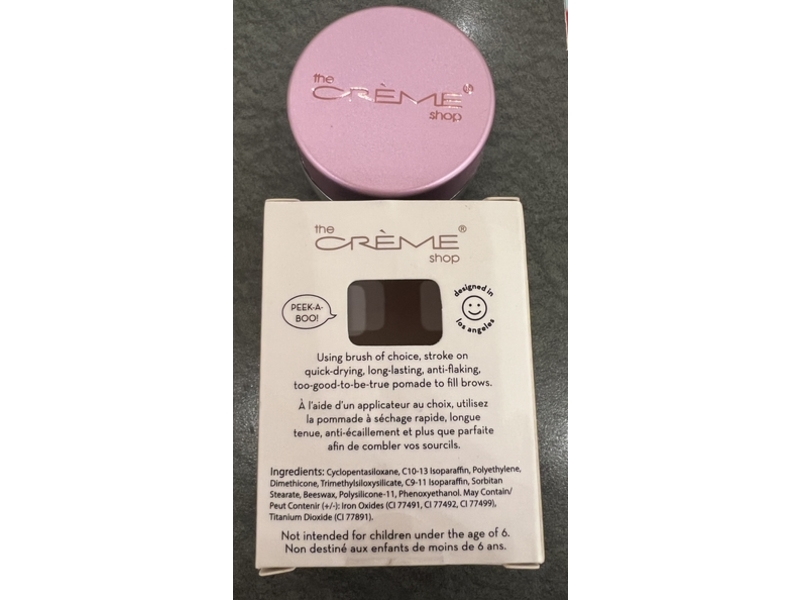 the
CRÈME®
shop
the
CRÈME®
shop
PEEK-A-
BOO!
designed in
los angeles
Using brush of choice, stroke on
quick-drying, long-lasting, anti-flaking,
too-good-to-be-true pomade to fill brows.
À l'aide d'un applicateur au choix, utilisez
la pommade à séchage rapide, longue
tenue, anti-écaillement et plus que parfaite
afin de combler vos sourcils.
Ingredients: Cyclopentasiloxane, C10-13 Isoparaffin, Polyethylene,
Dimethicone, Trimethylsiloxysilicate, C9-11 Isoparaffin, Sorbitan
Stearate, Beeswax, Polysilicone-11, Phenoxyethanol. May Contain/
Peut Contenir (+/-): Iron Oxides (CI 77491, CI 77492, CI 77499),
Titanium Dioxide (CI 77891).
Not intended for children under the age of 6.
Non destiné aux enfants de moins de 6 ans.